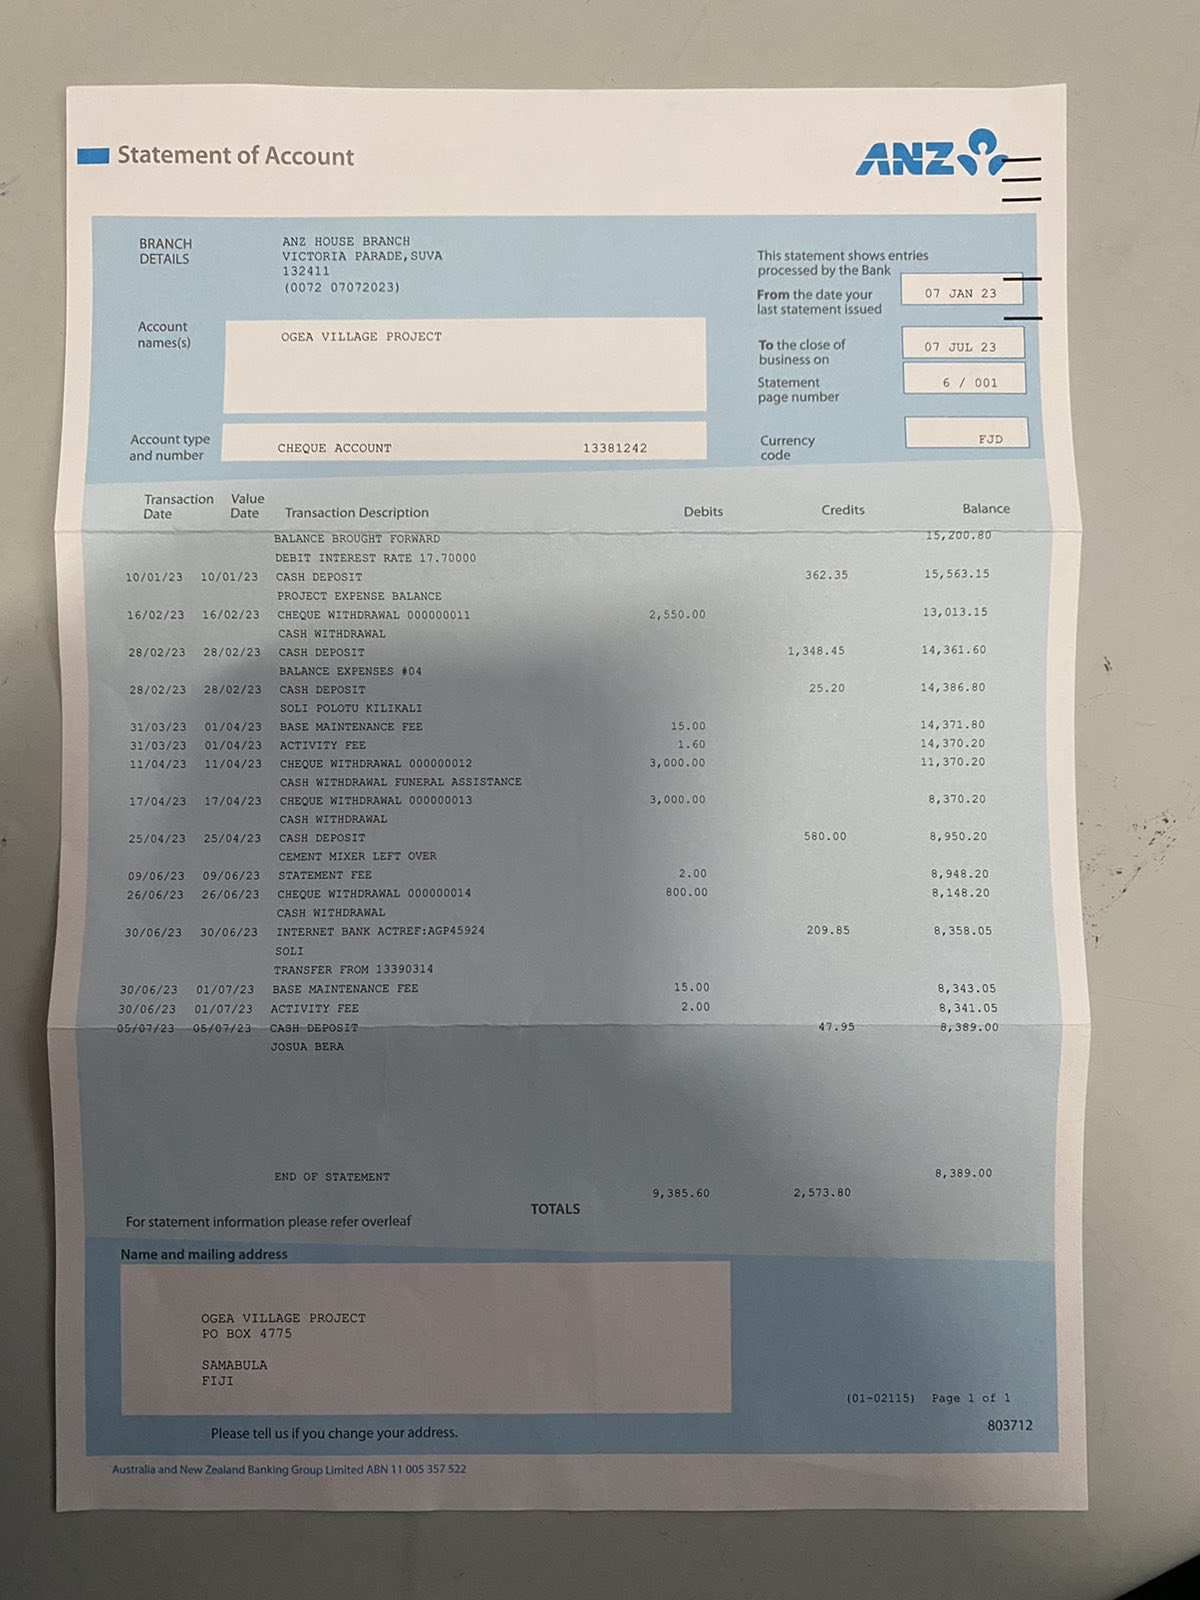 Statement of Account
ANZ
BRANCH DETAILS
ANZ HOUSE BRANCH
VICTORIA PARADE,SUVA
132411
(0072 07072023)
This statement shows entries processed by the Bank
From the date your last statement issued 07 JAN 23
Account names(s) OGEA VILLAGE PROJECT
To the close of business on 07 JUL 23
Statement page number 6 / 001
Account type and number CHEQUE ACCOUNT 13381242
Currency code FJD
Transaction Date Value Date Transaction Description Debits Credits Balance
BALANCE BROUGHT FORWARD 15,200.80
DEBIT INTEREST RATE 17.70000
10/01/23 10/01/23 CASH DEPOSIT 362.35 15,563.15
PROJECT EXPENSE BALANCE
16/02/23 16/02/23 CHEQUE WITHDRAWAL 000000011 2,550.00 13,013.15
CASH WITHDRAWAL
28/02/23 28/02/23 CASH DEPOSIT 1,348.45 14,361.60
BALANCE EXPENSES #04
28/02/23 28/02/23 CASH DEPOSIT 25.20 14,386.80
SOLI POLOTU KILIKALI
31/03/23 01/04/23 BASE MAINTENANCE FEE 15.00 14,371.80
31/03/23 01/04/23 ACTIVITY FEE 1.60 14,370.20
11/04/23 11/04/23 CHEQUE WITHDRAWAL 000000012 3,000.00 11,370.20
CASH WITHDRAWAL FUNERAL ASSISTANCE
17/04/23 17/04/23 CHEQUE WITHDRAWAL 000000013 3,000.00 8,370.20
CASH WITHDRAWAL
25/04/23 25/04/23 CASH DEPOSIT 580.00 8,950.20
CEMENT MIXER LEFT OVER
09/06/23 09/06/23 STATEMENT FEE 2.00 8,948.20
26/06/23 26/06/23 CHEQUE WITHDRAWAL 000000014 800.00 8,148.20
CASH WITHDRAWAL
30/06/23 30/06/23 INTERNET BANK ACTREF:AGP45924 209.85 8,358.05
SOLI
TRANSFER FROM 13390314
30/06/23 01/07/23 BASE MAINTENANCE FEE 15.00 8,343.05
30/06/23 01/07/23 ACTIVITY FEE 2.00 8,341.05
05/07/23 05/07/23 CASH DEPOSIT 47.95 8,389.00
JOSUA BERA
END OF STATEMENT 8,389.00
TOTALS 9,385.60 2,573.80
For statement information please refer overleaf
Name and mailing address
OGEA VILLAGE PROJECT
PO BOX 4775
SAMABULA
FIJI
(01-02115) Page 1 of 1
803712
Please tell us if you change your address.
Australia and New Zealand Banking Group Limited ABN 11 005 357 522